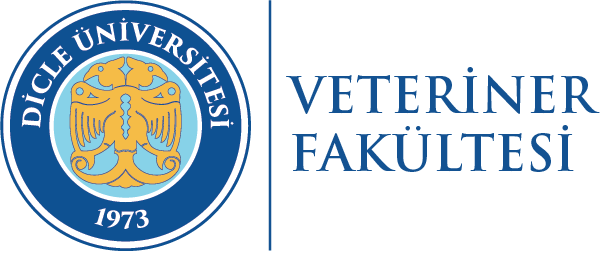 DİCLE ÜNİVERSİTESİ
1973
VETERİNER
FAKÜLTESİ